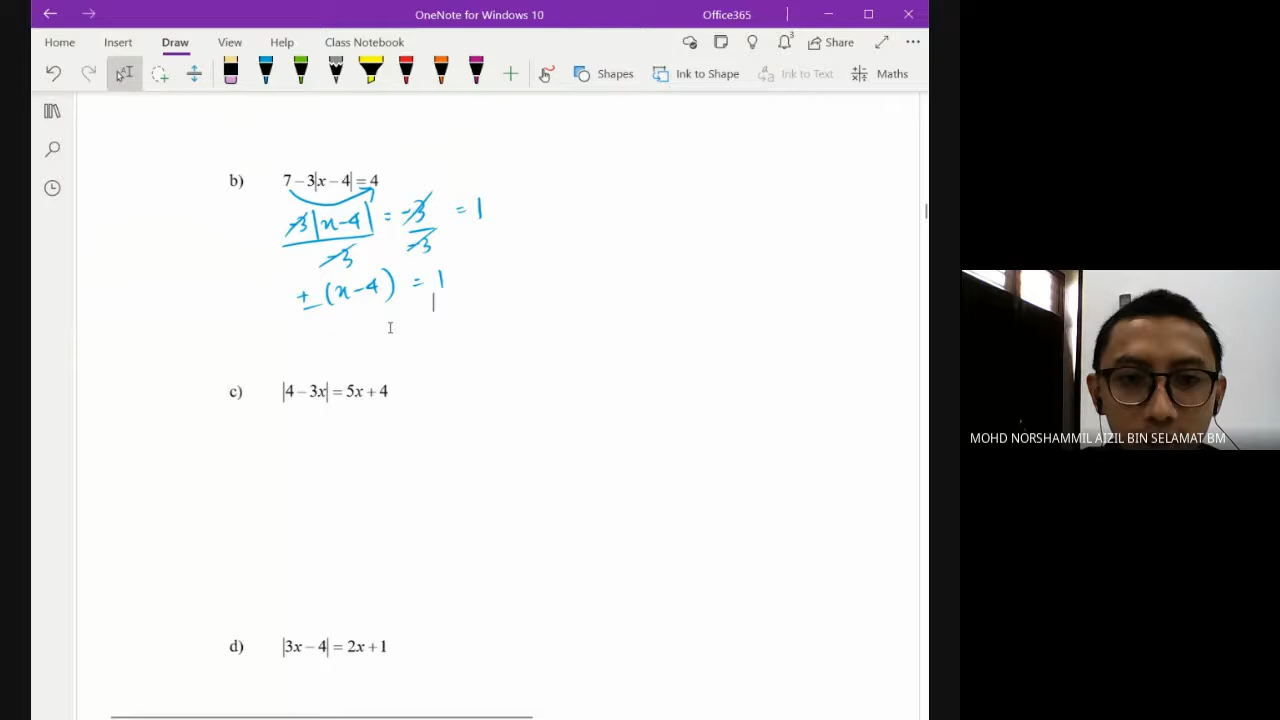 OneNote for Windows 10
Office365
Home Insert Draw View Help Class Notebook
3
Share
Shapes
Ink to Shape
Ink to Text
Maths
b) 7 − 3|x − 4| = 4
-3|x-4| / -3 = -3 / -3 = 1
±(x-4) = 1
c) |4 − 3x| = 5x + 4
d) |3x − 4| = 2x + 1
MOHD NORSHAMMIL AIZIL BIN SELAMAT BM